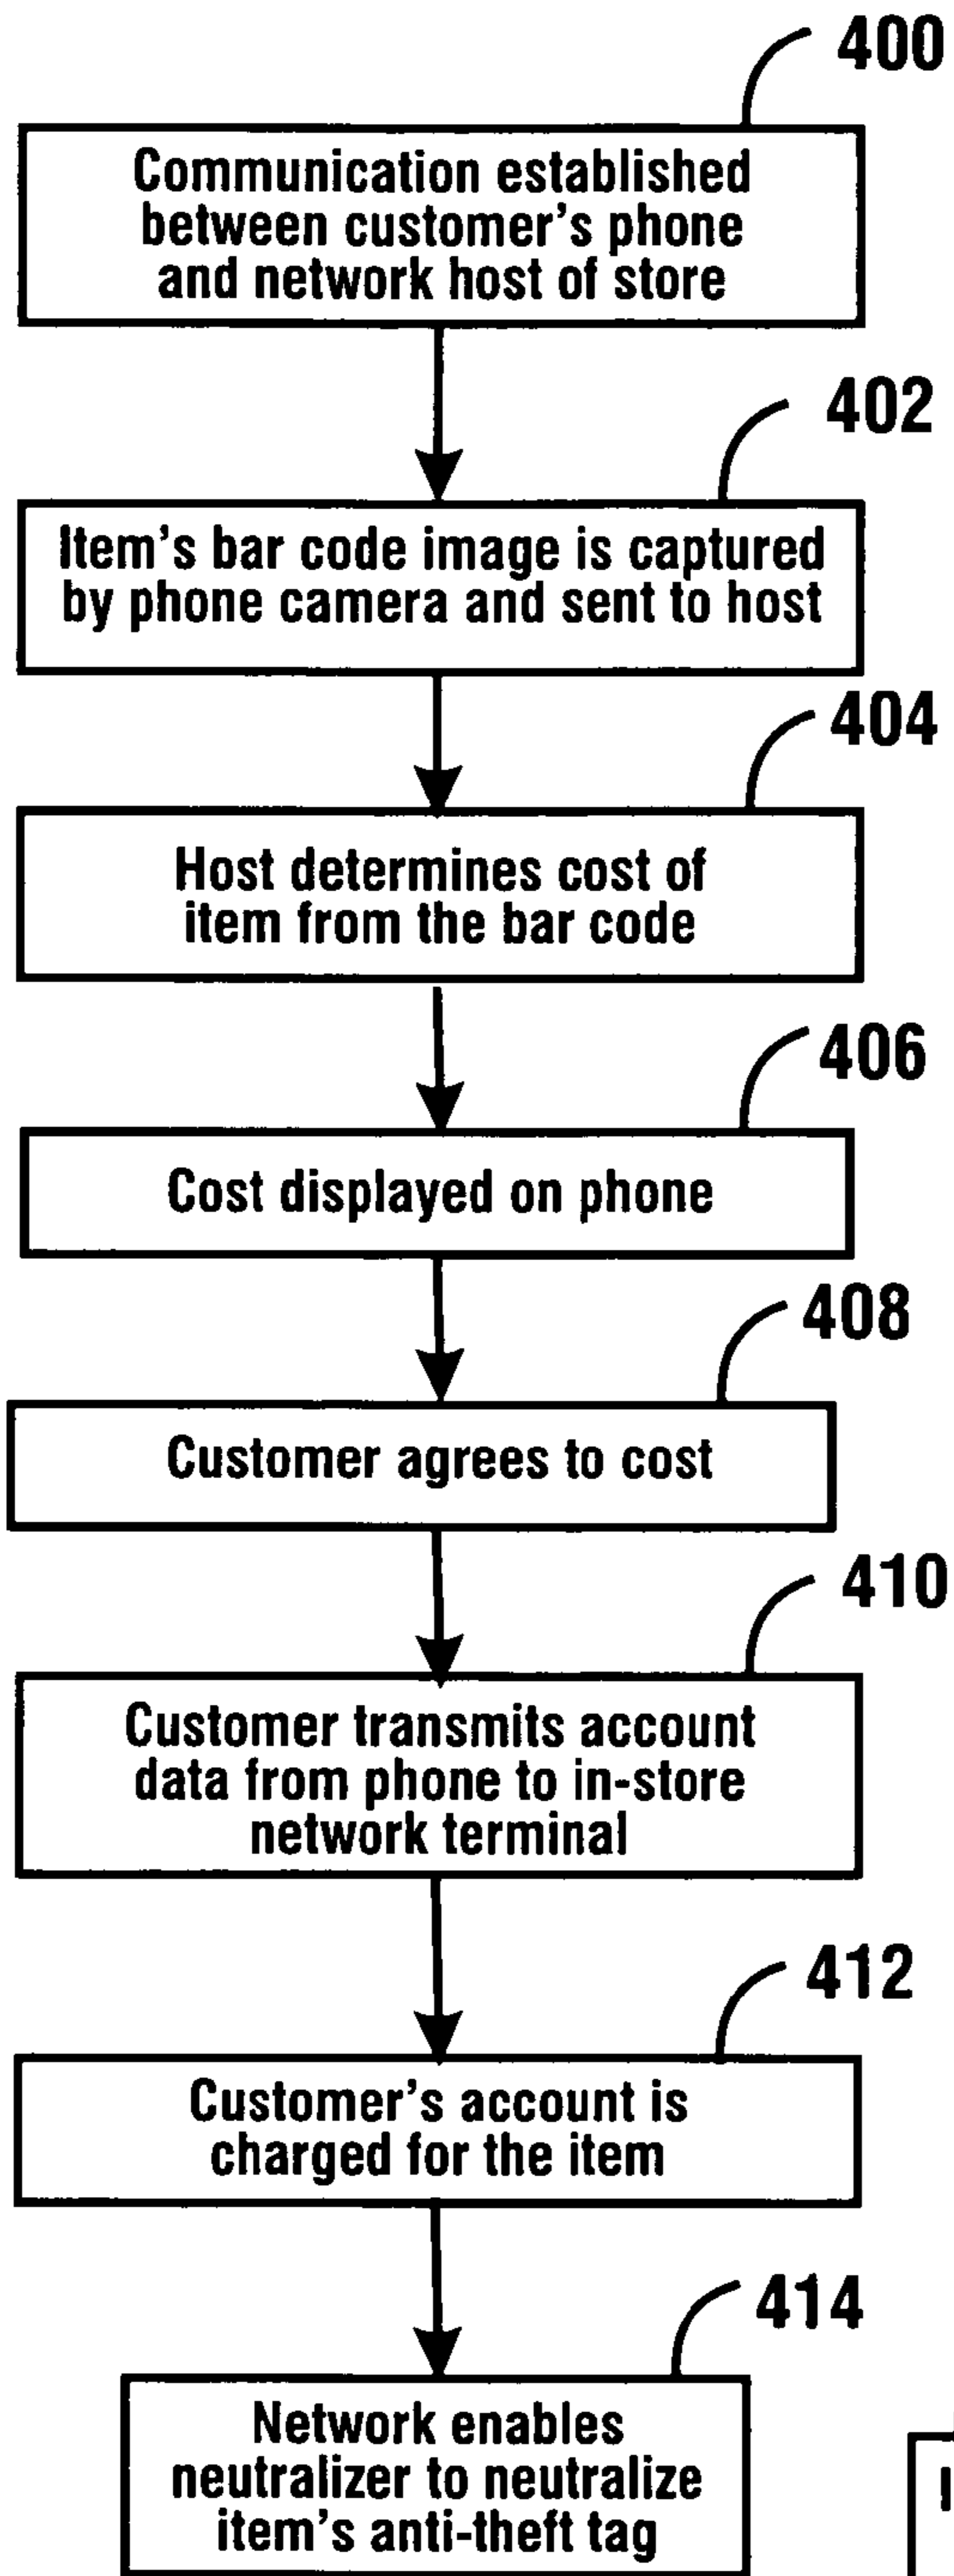 400
Communication established
between customer's phone
and network host of store
402
Item's bar code image is captured
by phone camera and sent to host
404
Host determines cost of
item from the bar code
406
Cost displayed on phone
408
Customer agrees to cost
410
Customer transmits account
data from phone to in-store
network terminal
412
Customer's account is
charged for the item
414
Network enables
neutralizer to neutralize
item's anti-theft tag